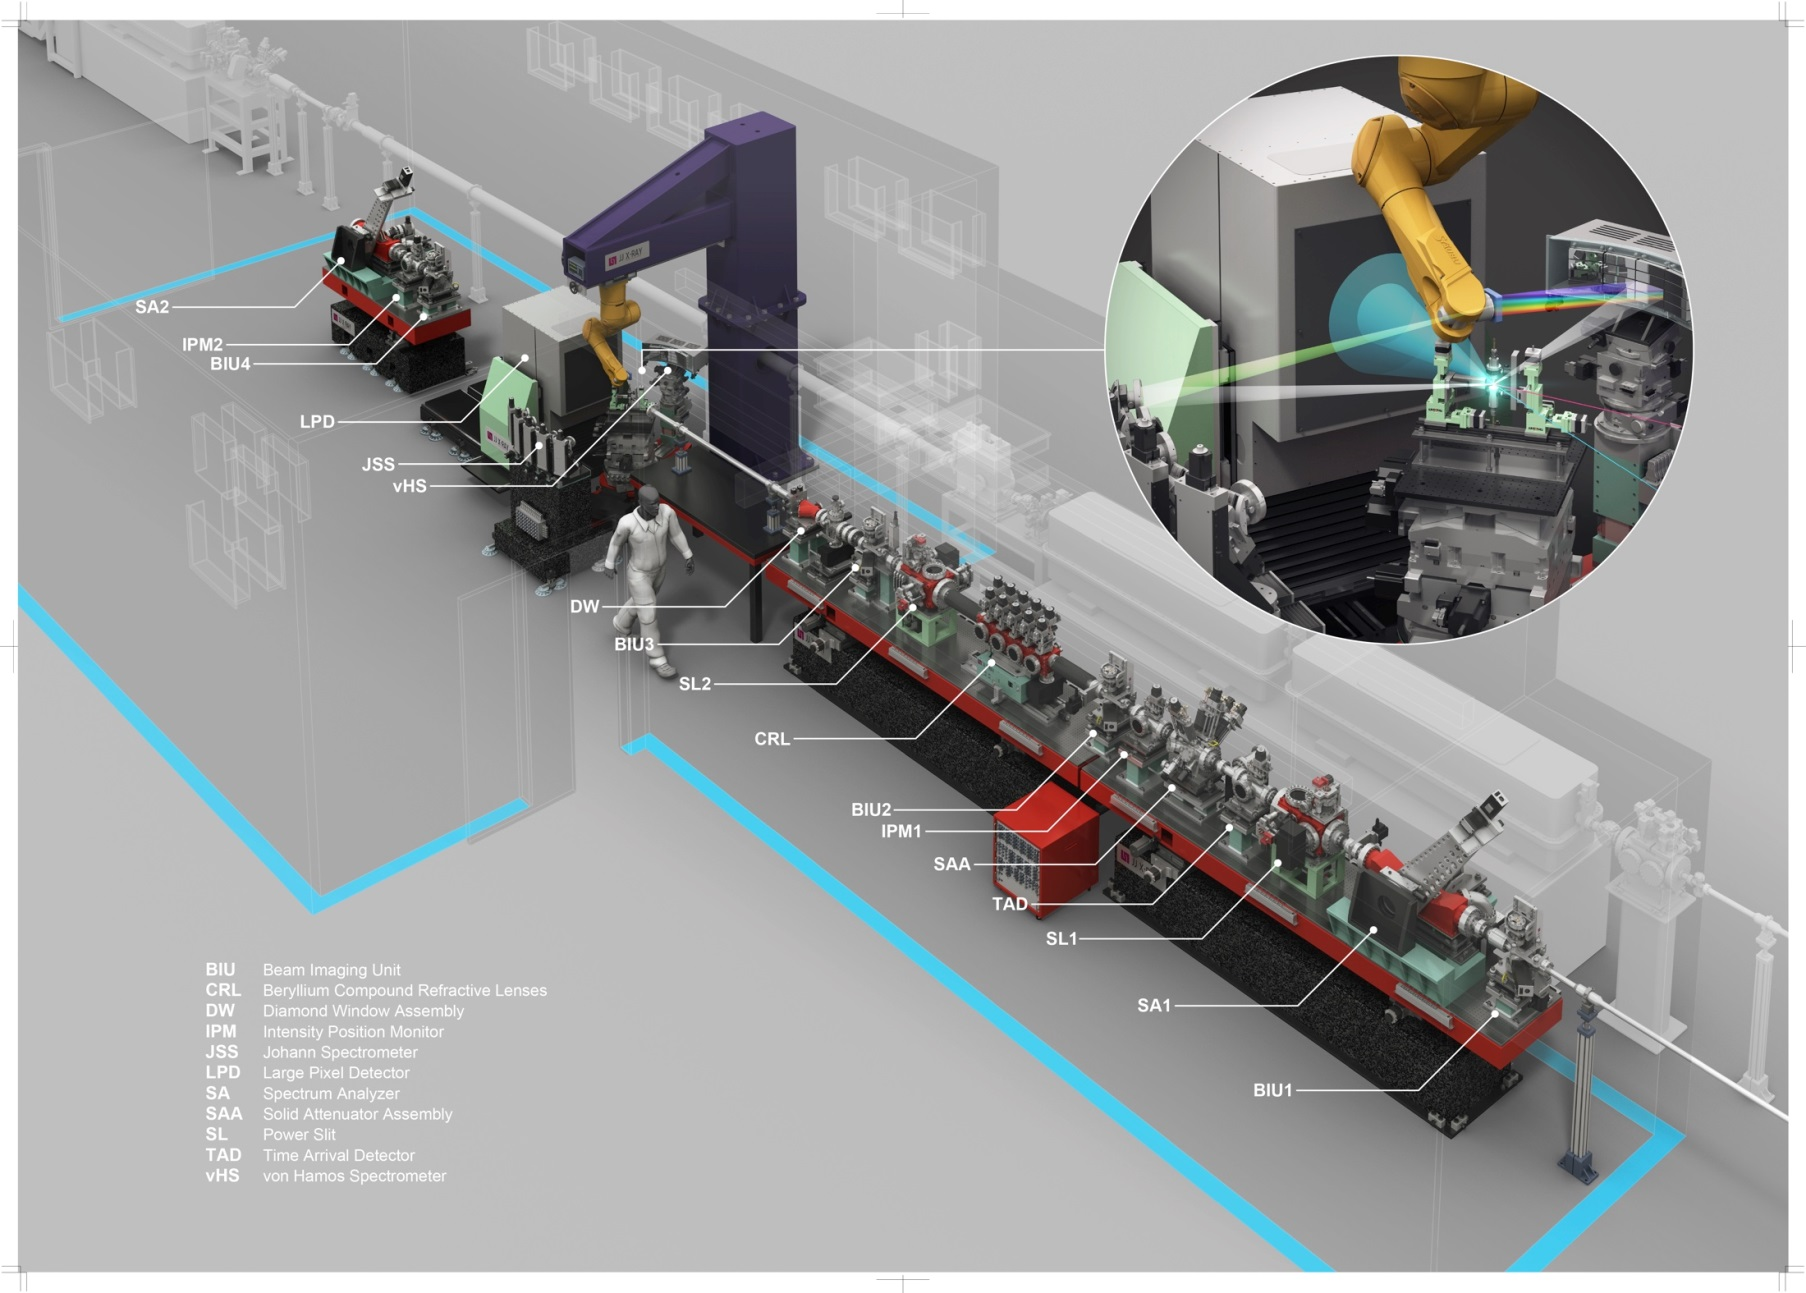 SA2
IPM2
BIU4
LPD
JSS
vHS
DW
BIU3
SL2
CRL
BIU2
IPM1
SAA
TAD
SL1
SA1
BIU1
BIU Beam Imaging Unit
CRL Beryllium Compound Refractive Lenses
DW Diamond Window Assembly
IPM Intensity Position Monitor
JSS Johann Spectrometer
LPD Large Pixel Detector
SA Spectrum Analyzer
SAA Solid Attenuator Assembly
SL Power Slit
TAD Time Arrival Detector
vHS von Hamos Spectrometer